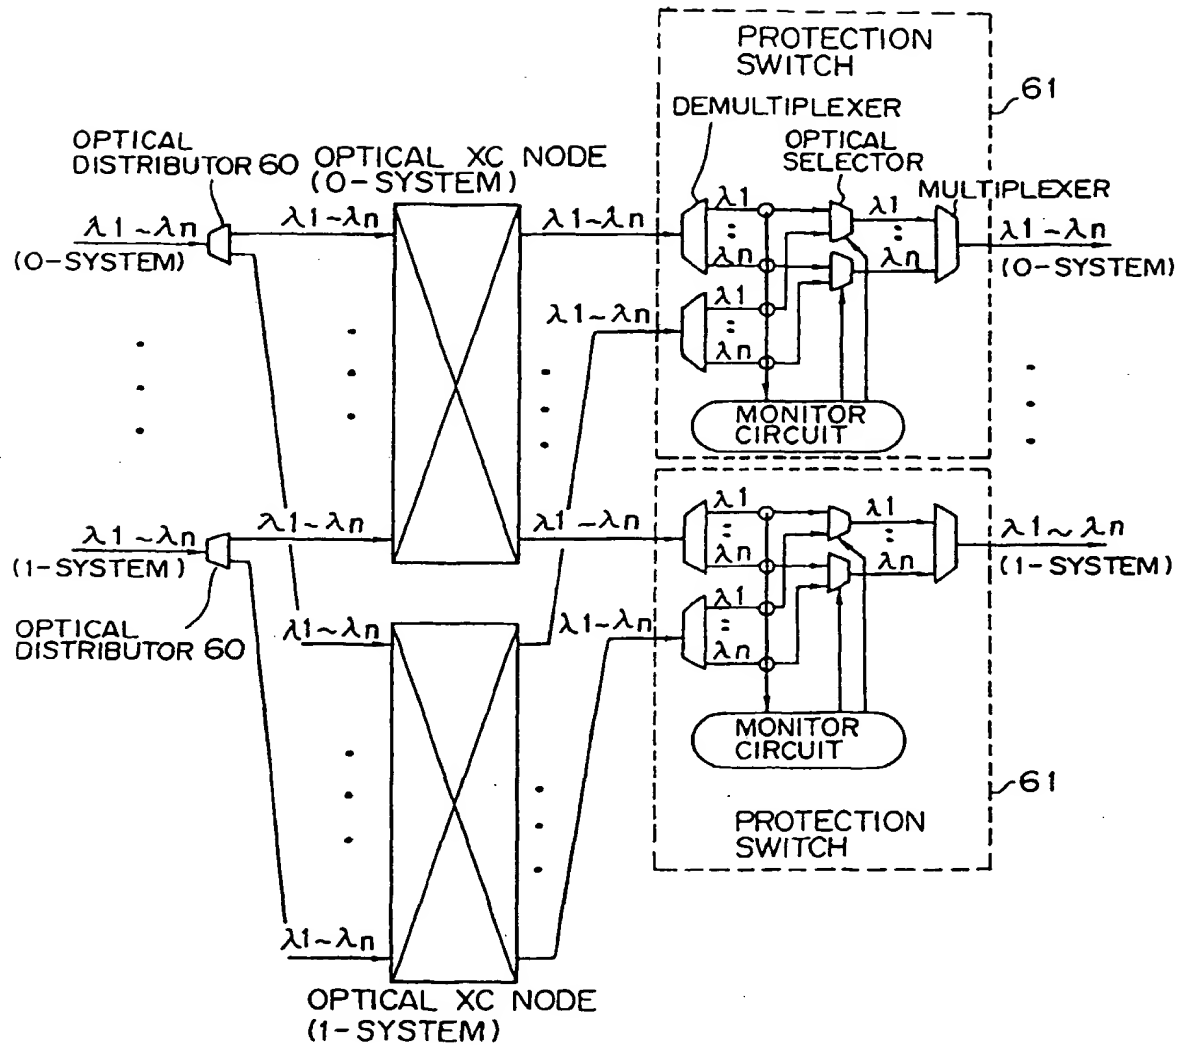 PROTECTION
SWITCH
61
DEMULTIPLEXER
OPTICAL
SELECTOR
MULTIPLEXER
OPTICAL
DISTRIBUTOR 60
OPTICAL XC NODE
(0-SYSTEM)
λ1~λn
(0-SYSTEM)
λ1~λn
λ1~λn
λ1
λn
λ1
λn
λ1
λn
λ1~λn
(0-SYSTEM)
λ1~λn
MONITOR
CIRCUIT
λ1~λn
(1-SYSTEM)
λ1~λn
λ1~λn
λ1
λn
λ1
λn
λ1
λn
λ1~λn
(1-SYSTEM)
OPTICAL
DISTRIBUTOR 60
λ1~λn
λ1~λn
MONITOR
CIRCUIT
61
PROTECTION
SWITCH
λ1~λn
OPTICAL XC NODE
(1-SYSTEM)